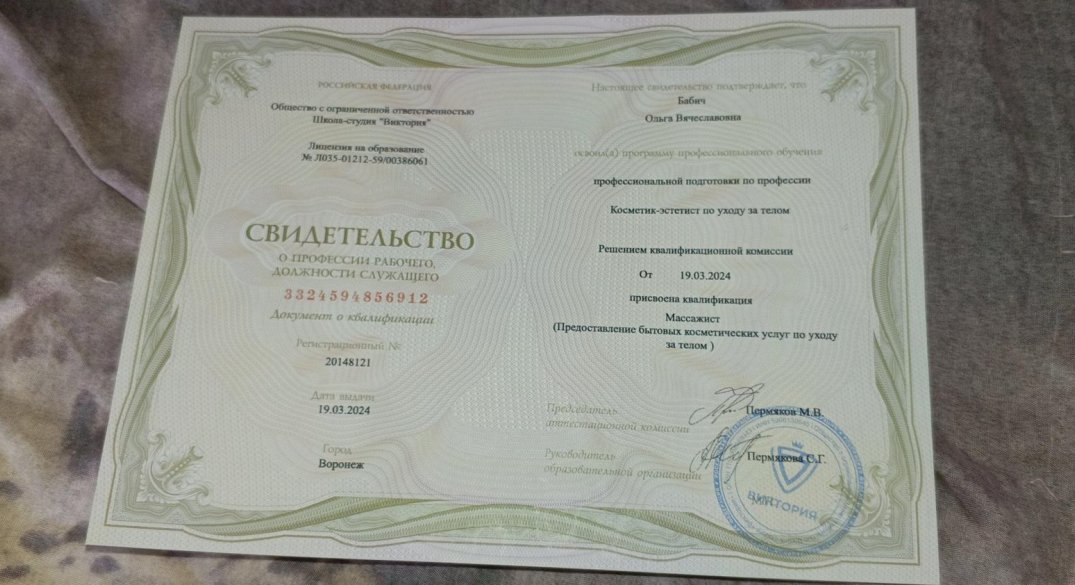 РОССИЙСКАЯ ФЕДЕРАЦИЯ
Общество с ограниченной ответственностью
Школа-студия "Виктория"
Лицензия на образование
№ Л035-01212-59/00386061
СВИДЕТЕЛЬСТВО
О ПРОФЕССИИ РАБОЧЕГО,
ДОЛЖНОСТИ СЛУЖАЩЕГО
3324594856912
Документ о квалификации
Регистрационный №
20148121
Дата выдачи
19.03.2024
Город
Воронеж
Настоящее свидетельство подтверждает, что
Бабич
Ольга Вячеславовна
освоил(а) программу профессионального обучения
профессиональной подготовки по профессии
Косметик-эстетист по уходу за телом
Решением квалификационной комиссии
От 19.03.2024
присвоена квалификация
Массажист
(Предоставление бытовых косметических услуг по уходу
за телом )
Председатель
аттестационной комиссии
Пермяков М.В.
Руководитель
образовательной организации
Пермякова С.Г.
ВИКТОРИЯ